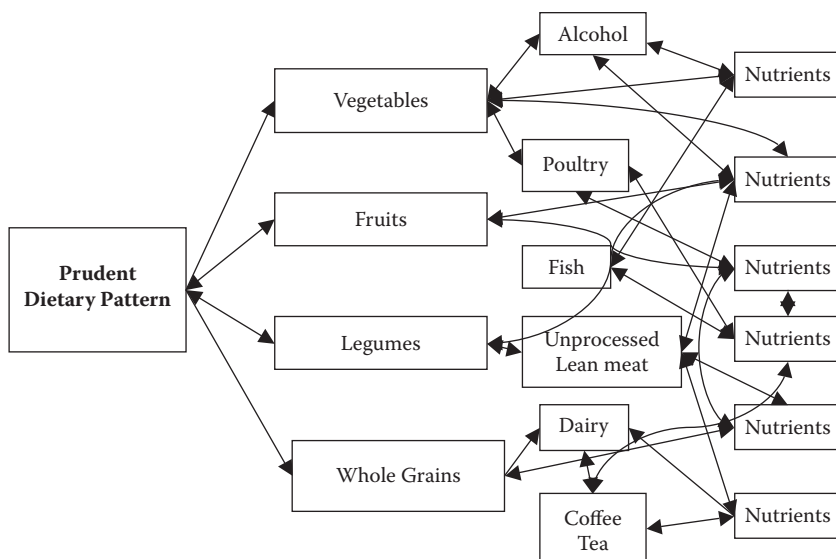 Prudent
Dietary Pattern
Vegetables
Fruits
Legumes
Whole Grains
Alcohol
Poultry
Fish
Unprocessed
Lean meat
Dairy
Coffee
Tea
Nutrients
Nutrients
Nutrients
Nutrients
Nutrients
Nutrients